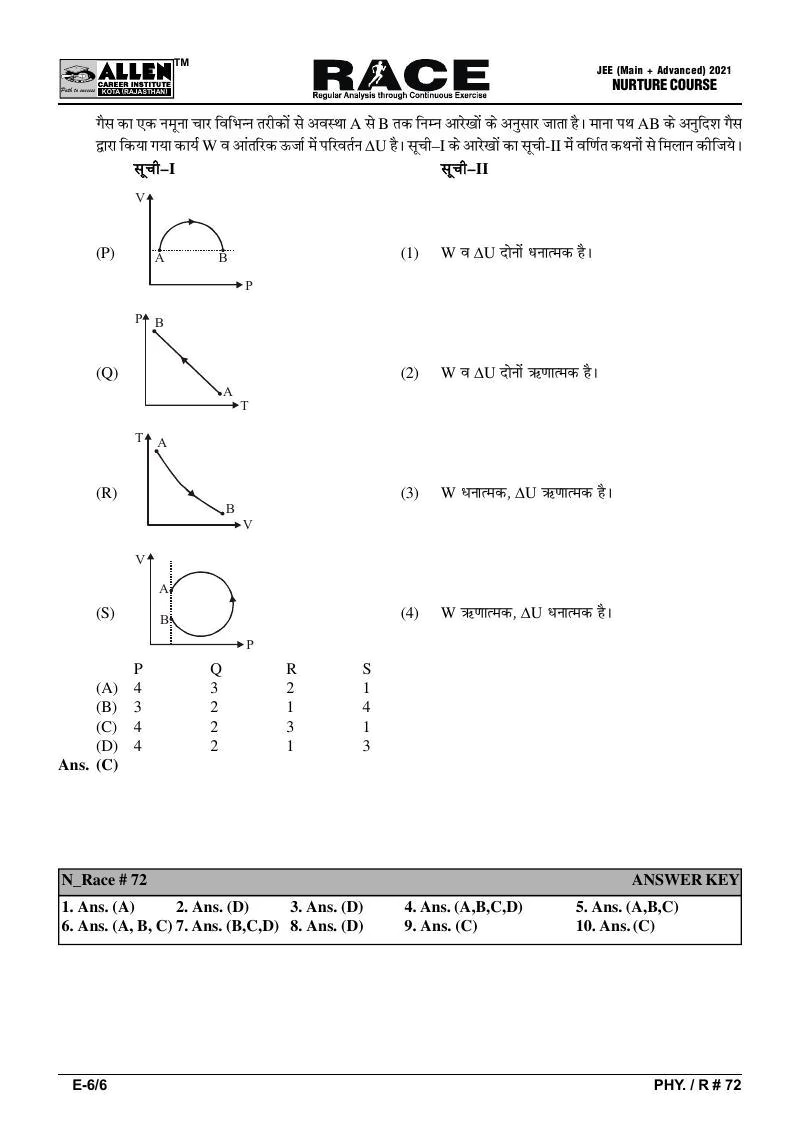 ALLEN TM
CAREER INSTITUTE
Path to success KOTA (RAJASTHAN)
RACE
Regular Analysis through Continuous Exercise
JEE (Main + Advanced) 2021
NURTURE COURSE
गैस का एक नमूना चार विभिन्न तरीकों से अवस्था A से B तक निम्न आरेखों के अनुसार जाता है। माना पथ AB के अनुदिश गैस
द्वारा किया गया कार्य W व आंतरिक ऊर्जा में परिवर्तन ΔU है। सूची–I के आरेखों का सूची-II में वर्णित कथनों से मिलान कीजिये।
सूची–I सूची–II
V
(P) A B (1) W व ΔU दोनों धनात्मक है।
P
P B
(Q) (2) W व ΔU दोनों ऋणात्मक है।
A
T
T A
(R) (3) W धनात्मक, ΔU ऋणात्मक है।
B
V
V
A
(S) B (4) W ऋणात्मक, ΔU धनात्मक है।
P
P Q R S
(A) 4 3 2 1
(B) 3 2 1 4
(C) 4 2 3 1
(D) 4 2 1 3
Ans. (C)
N_Race # 72 ANSWER KEY
1. Ans. (A) 2. Ans. (D) 3. Ans. (D) 4. Ans. (A,B,C,D) 5. Ans. (A,B,C)
6. Ans. (A, B, C) 7. Ans. (B,C,D) 8. Ans. (D) 9. Ans. (C) 10. Ans. (C)
E-6/6 PHY. / R # 72